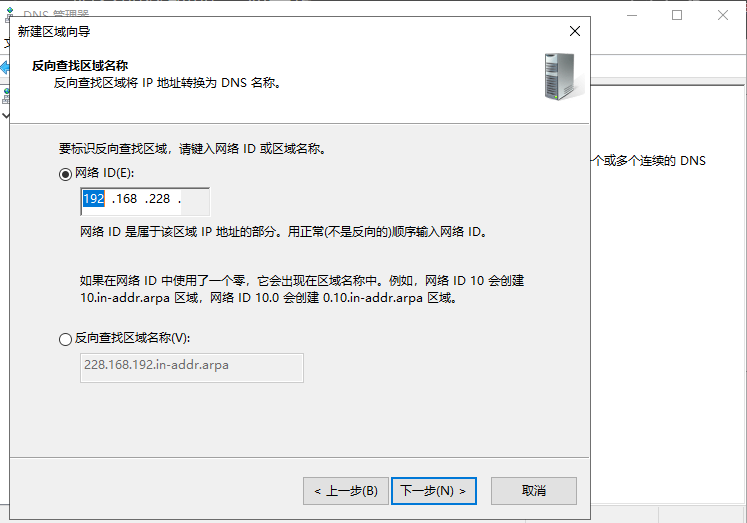 DNS 管理器
新建区域向导
反向查找区域名称
反向查找区域将 IP 地址转换为 DNS 名称。
要标识反向查找区域，请键入网络 ID 或区域名称。
个或多个连续的 DNS
网络 ID(E):
192 .168 .228 .
网络 ID 是属于该区域 IP 地址的部分。用正常(不是反向的)顺序输入网络 ID。
如果在网络 ID 中使用了一个零，它会出现在区域名称中。例如，网络 ID 10 会创建
10.in-addr.arpa 区域，网络 ID 10.0 会创建 0.10.in-addr.arpa 区域。
反向查找区域名称(V):
228.168.192.in-addr.arpa
< 上一步(B)
下一步(N) >
取消